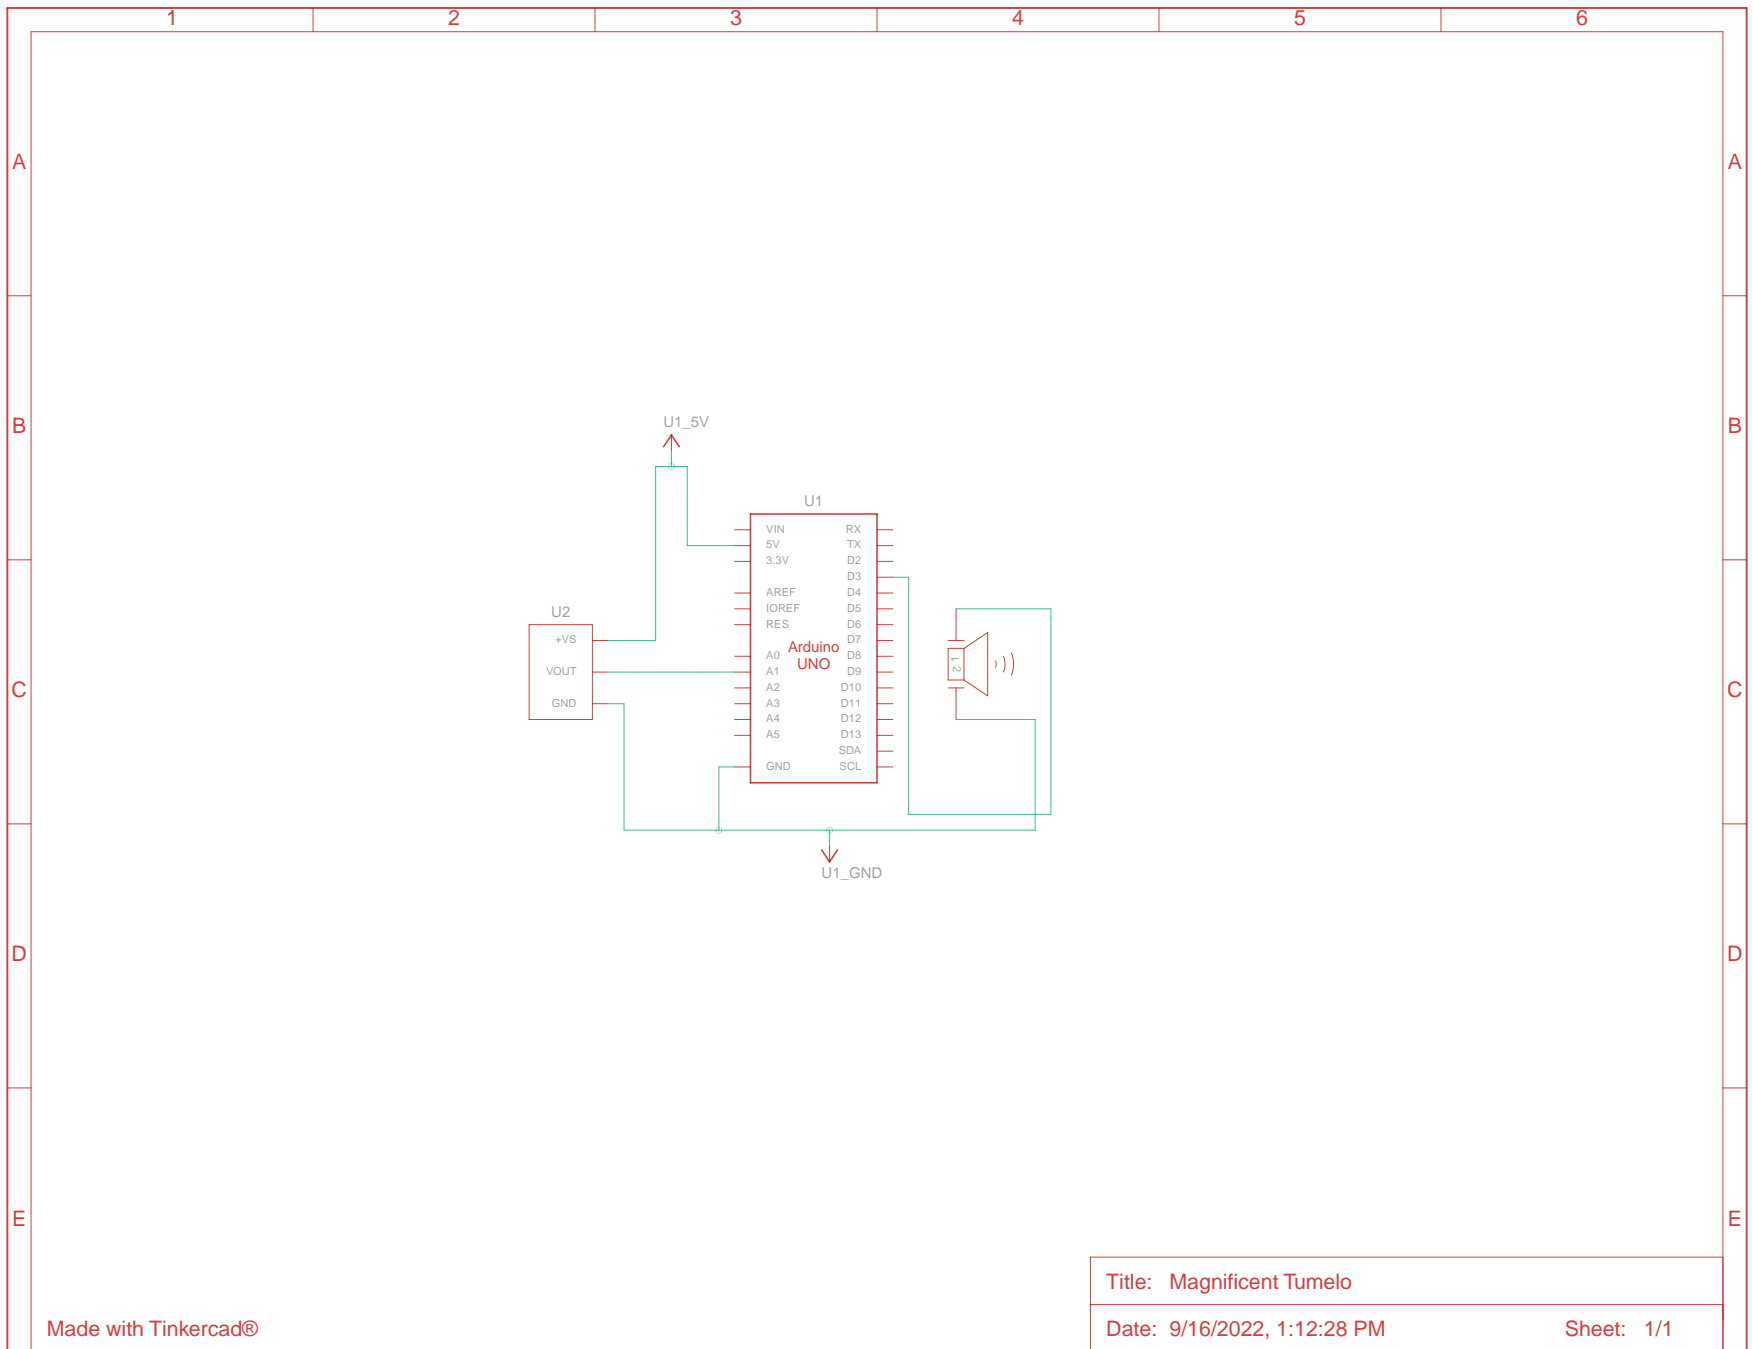 1 2 3 4 5 6
A A
B B
U1_5V
U1
VIN RX
5V TX
3.3V D2
D3
AREF D4
IOREF D5
RES D6
D7
Arduino
UNO
A0 D8
A1 D9
A2 D10
A3 D11
A4 D12
A5 D13
SDA
GND SCL
U2
+VS
VOUT
GND
1 2
C C
U1_GND
D D
E E
Title: Magnificent Tumelo
Made with Tinkercad®
Date: 9/16/2022, 1:12:28 PM Sheet: 1/1